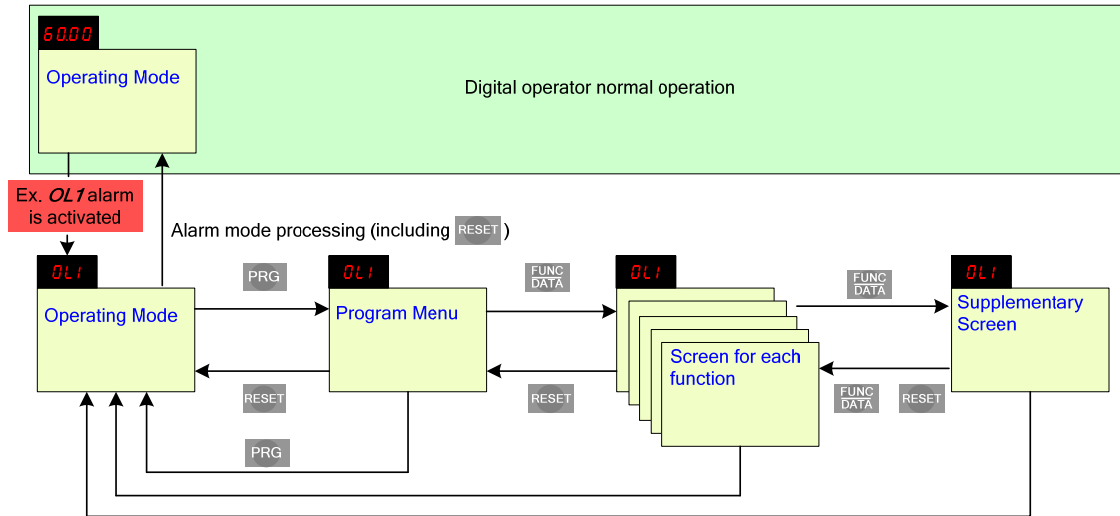 60.00
Operating Mode
Digital operator normal operation
Ex. OL1 alarm
is activated
Alarm mode processing (including RESET )
OL1
Operating Mode
PRG
OL1
Program Menu
FUNC
DATA
OL1
Screen for each
function
FUNC
DATA
OL1
Supplementary
Screen
RESET
RESET
FUNC
DATA
RESET
PRG